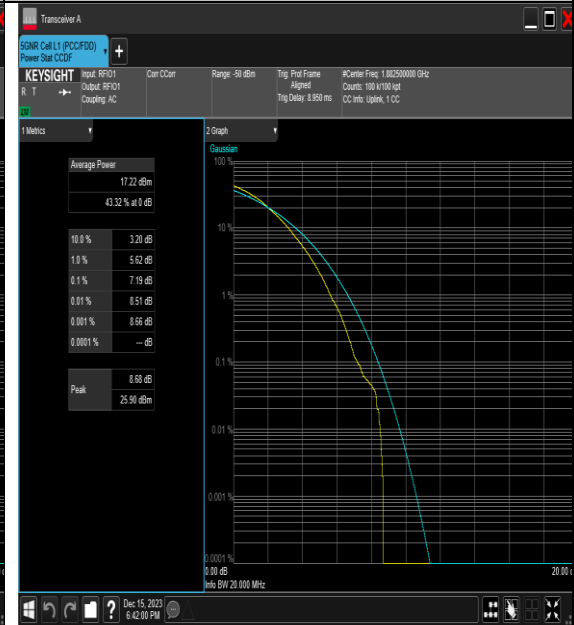 Transceiver A
5GNR Cell L1 (PCC/FDD)
Power Stat CCDF
+
KEYSIGHT
R T
Input: RFIO1
Output: RFIO1
Coupling: AC
Corr CCorr
Range: -50 dBm
Trig: Prot Frame
Aligned
Trig Delay: 8.950 ms
#Center Freq: 1.882500000 GHz
Counts: 100 k/100 kpt
CC Info: Uplink, 1 CC
1 Metrics
Average Power
17.22 dBm
43.32 % at 0 dB
10.0 % 3.20 dB
1.0 % 5.62 dB
0.1 % 7.19 dB
0.01 % 8.51 dB
0.001 % 8.66 dB
0.0001 % --- dB
Peak
8.68 dB
25.90 dBm
2 Graph
Gaussian
100 %
10 %
1 %
0.1 %
0.01 %
0.001 %
0.0001 %
0.00 dB
20.00
Info BW 20.000 MHz
?
Dec 15, 2023
6:42:00 PM